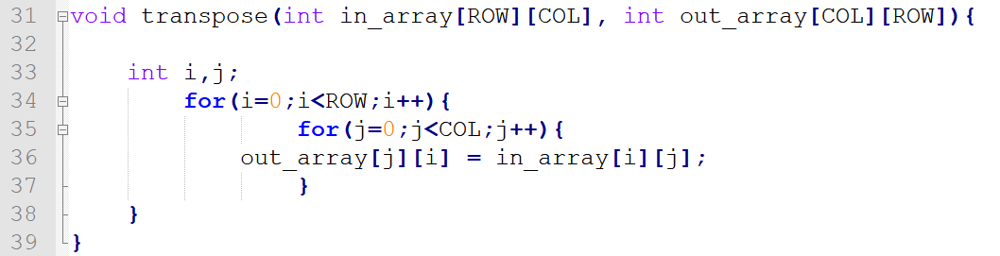 31 void transpose(int in_array[ROW][COL], int out_array[COL][ROW]){
32
33     int i,j;
34         for(i=0;i<ROW;i++){
35                 for(j=0;j<COL;j++){
36             out_array[j][i] = in_array[i][j];
37                 }
38     }
39 }